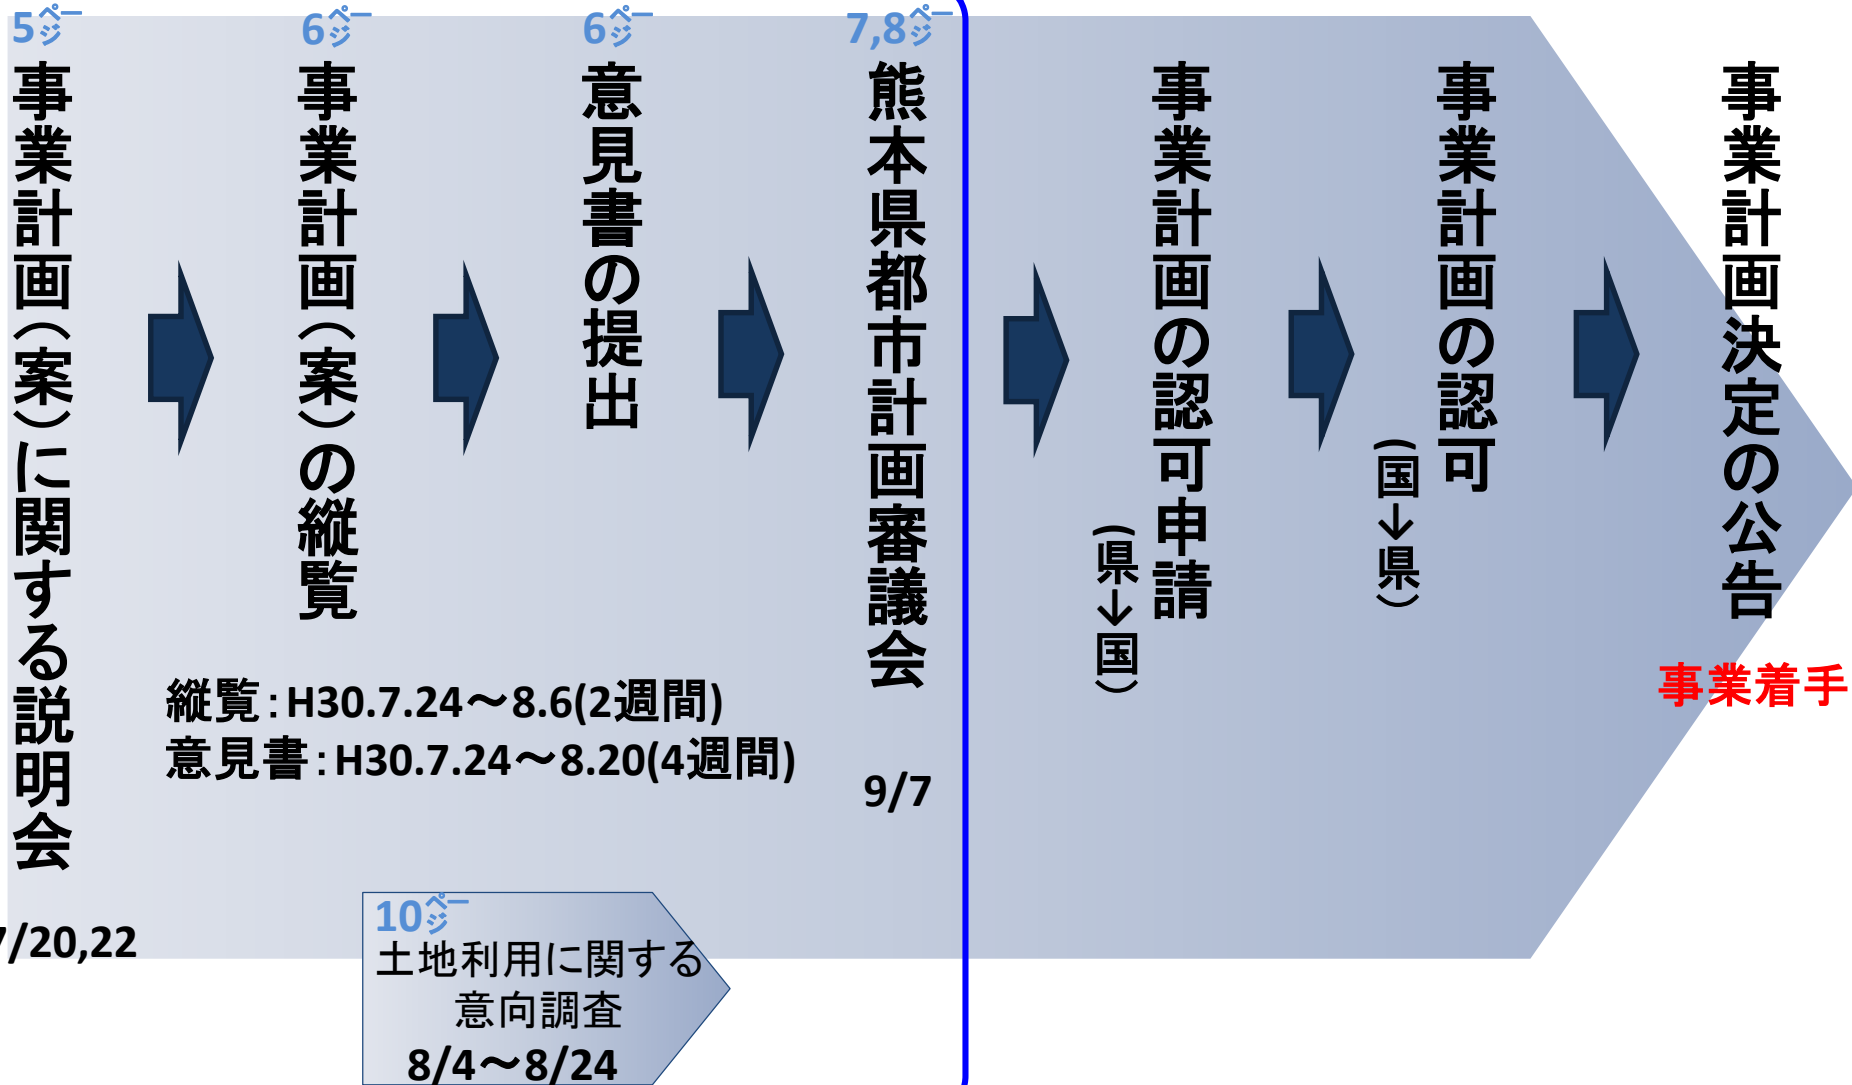 5ページ
事業計画（案）に関する説明会
7/20,22
6ページ
事業計画（案）の縦覧
6ページ
意見書の提出
縦覧：H30.7.24～8.6(2週間)
意見書：H30.7.24～8.20(4週間)
7,8ページ
熊本県都市計画審議会
9/7
事業計画の認可申請
（県→国）
事業計画の認可
（国→県）
事業計画決定の公告
事業着手
10ページ
土地利用に関する
意向調査
8/4～8/24